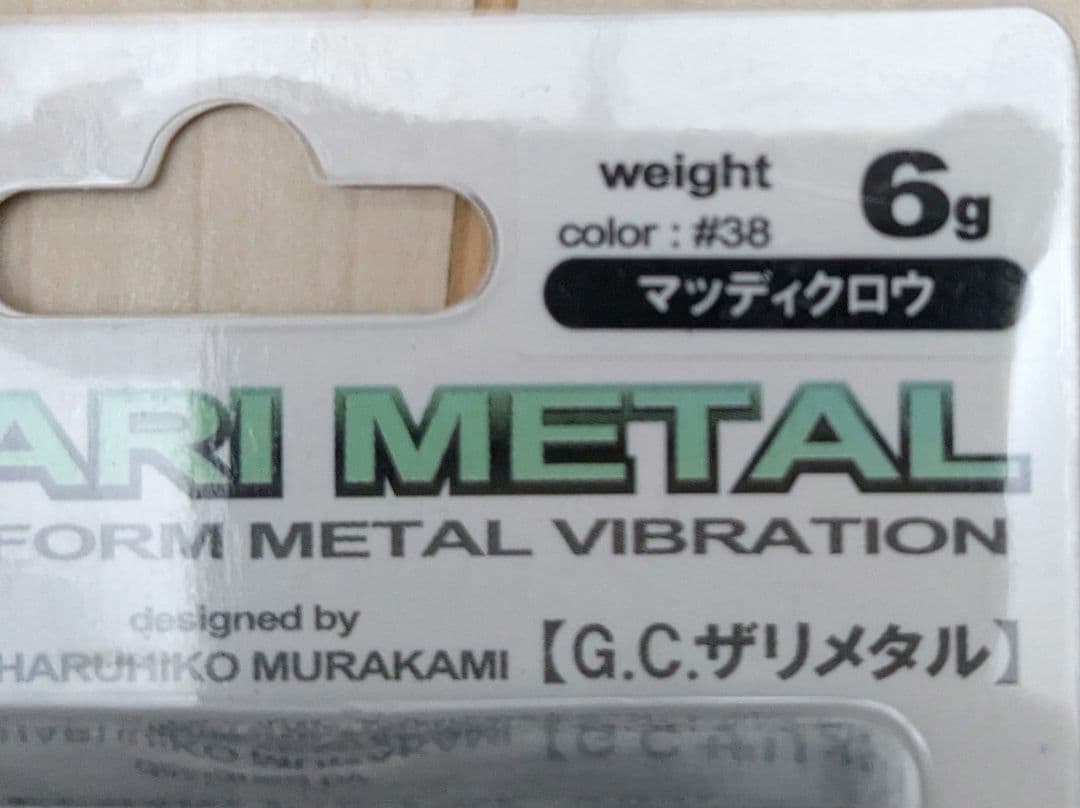 weight 6g
color : #38
マッディクロウ
ARI METAL
FORM METAL VIBRATION
designed by
HARUHIKO MURAKAMI
【G.C.ザリメタル】